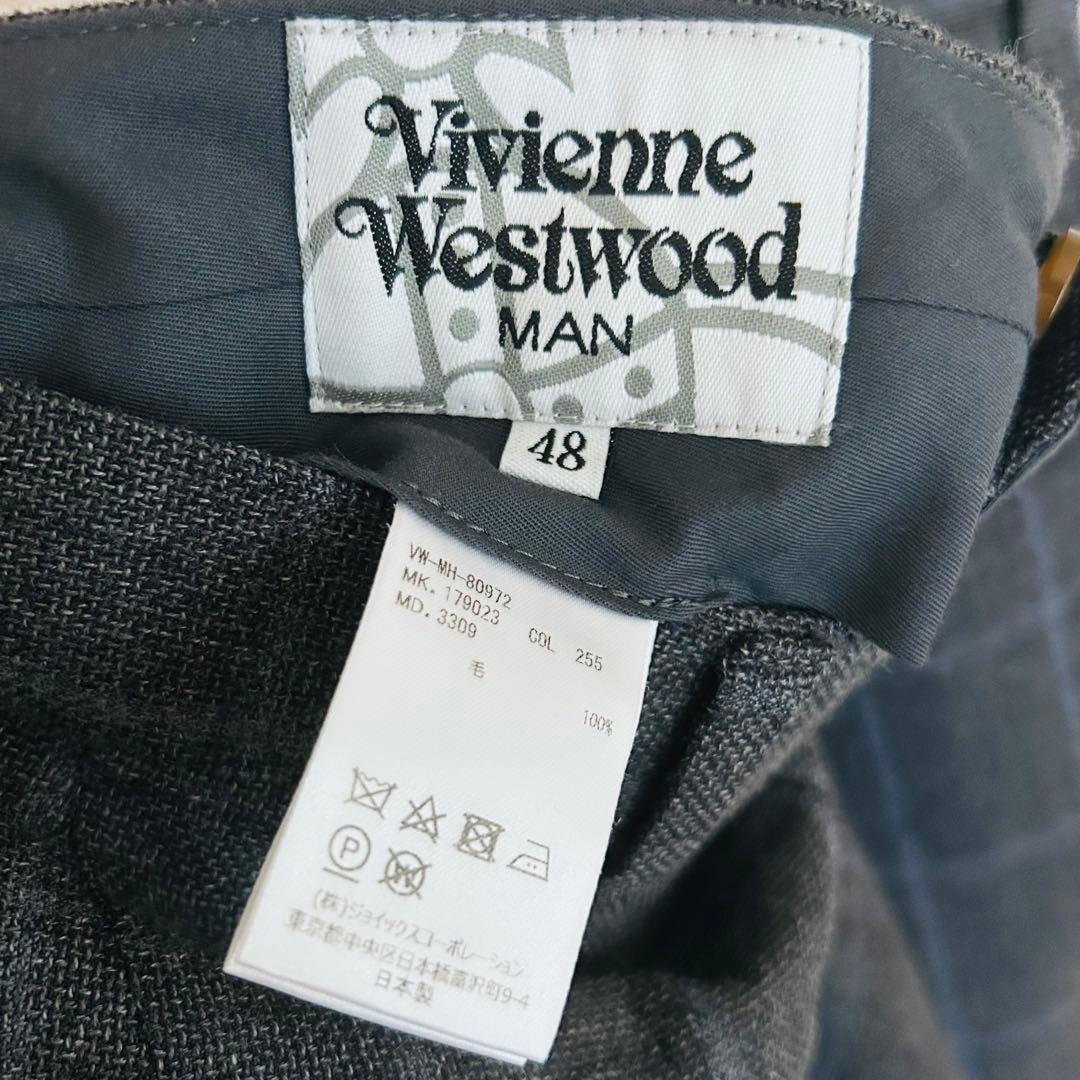 Vivienne
Westwood
MAN
48
VW-MH-80972
MK. 179023
MD. 3309 COL 255
毛 100%
P
W
(株)ジョイックスコーポレーション
東京都中央区日本橋富沢町9-4
日本製